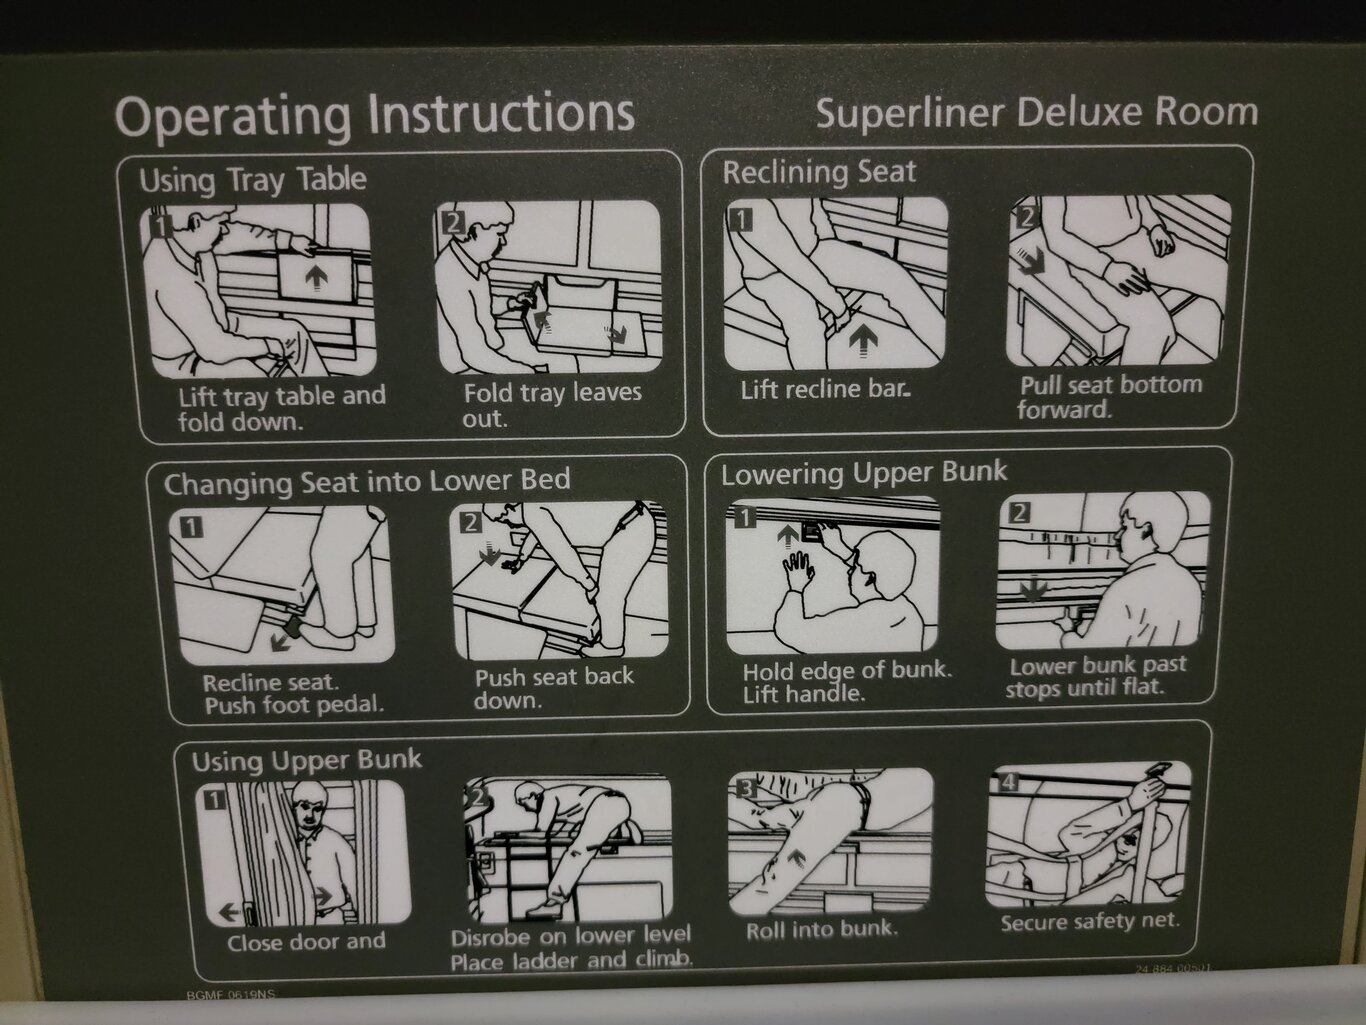 Operating Instructions
Superliner Deluxe Room
Using Tray Table
1
2
Lift tray table and
fold down.
Fold tray leaves
out.
Reclining Seat
1
2
Lift recline bar.
Pull seat bottom
forward.
Changing Seat into Lower Bed
1
2
Recline seat.
Push foot pedal.
Push seat back
down.
Lowering Upper Bunk
1
2
Hold edge of bunk.
Lift handle.
Lower bunk past
stops until flat.
Using Upper Bunk
1
2
3
4
Close door and
Disrobe on lower level
Place ladder and climb.
Roll into bunk.
Secure safety net.
BGMF 0619NS
24 884 00501